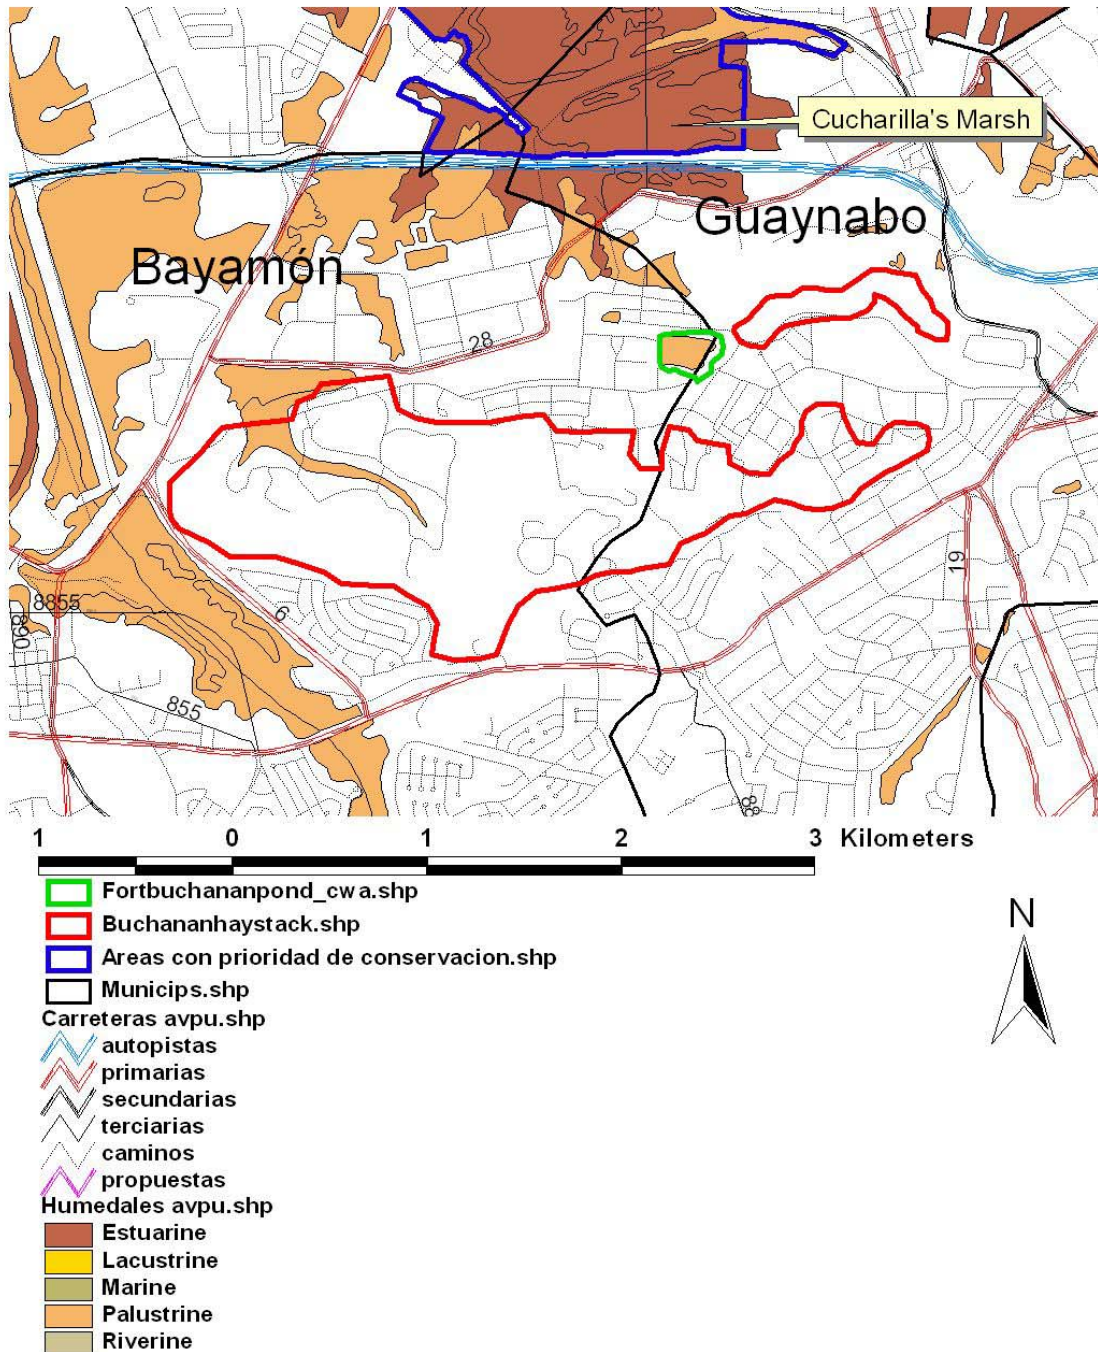 Cucharilla's Marsh
Guaynabo
Bayamón
28
19
8855
890
6
855
1 0 1 2 3 Kilometers
Fortbuchananpond_cwa.shp
Buchananhaystack.shp
Areas con prioridad de conservacion.shp
Municips.shp
Carreteras avpu.shp
autopistas
primarias
secundarias
terciarias
caminos
propuestas
Humedales avpu.shp
Estuarine
Lacustrine
Marine
Palustrine
Riverine
N